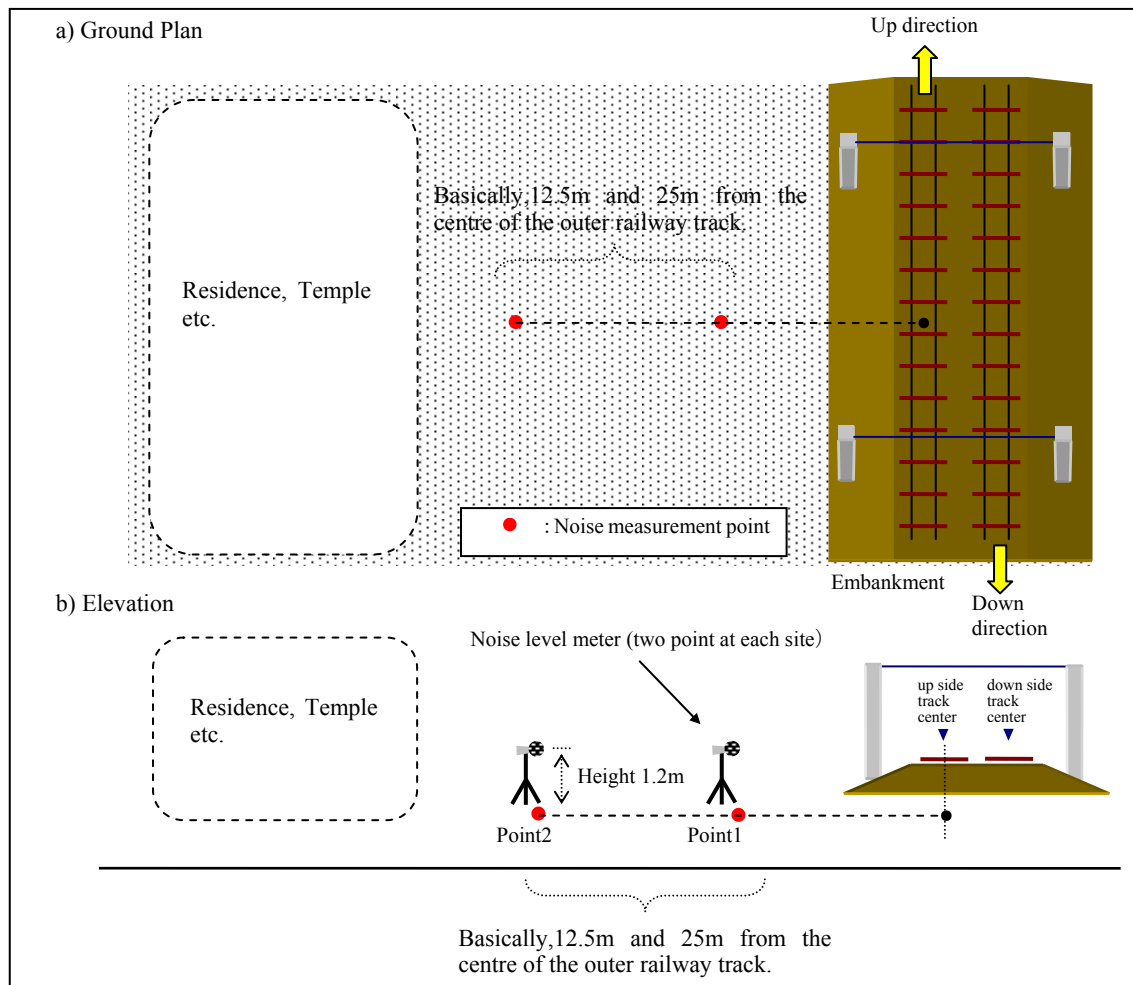 a) Ground Plan
Up direction
Basically,12.5m and 25m from the
centre of the outer railway track.
Residence, Temple
etc.
: Noise measurement point
Embankment
Down
direction
b) Elevation
Noise level meter (two point at each site)
Residence, Temple
etc.
up side
track
center
down side
track
center
Height 1.2m
Point2
Point1
Basically,12.5m and 25m from the
centre of the outer railway track.